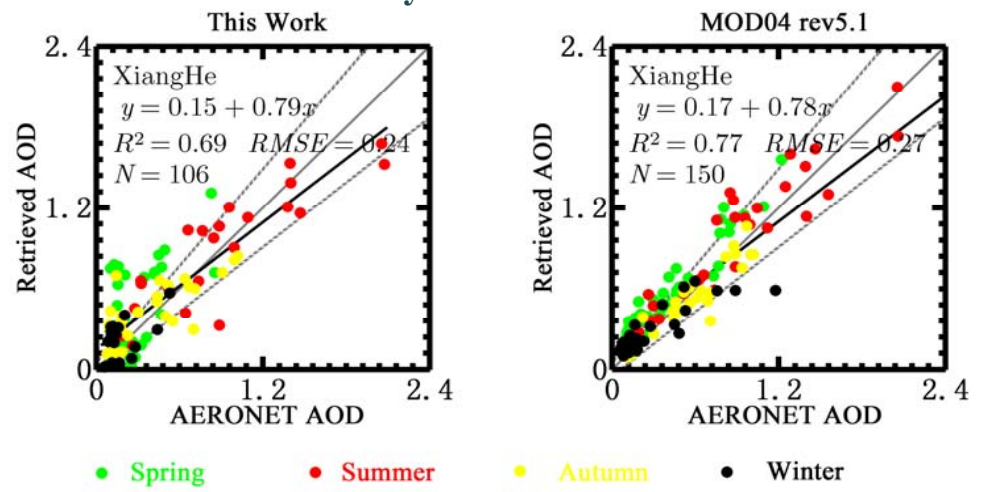 This Work
MOD04 rev5.1
2.4
XiangHe
y = 0.15 + 0.79x
R² = 0.69 RMSE = 0.24
N = 106
Retrieved AOD
1.2
0
0
1.2
2.4
AERONET AOD
2.4
XiangHe
y = 0.17 + 0.78x
R² = 0.77 RMSE = 0.27
N = 150
Retrieved AOD
1.2
0
0
1.2
2.4
AERONET AOD
Spring
Summer
Autumn
Winter